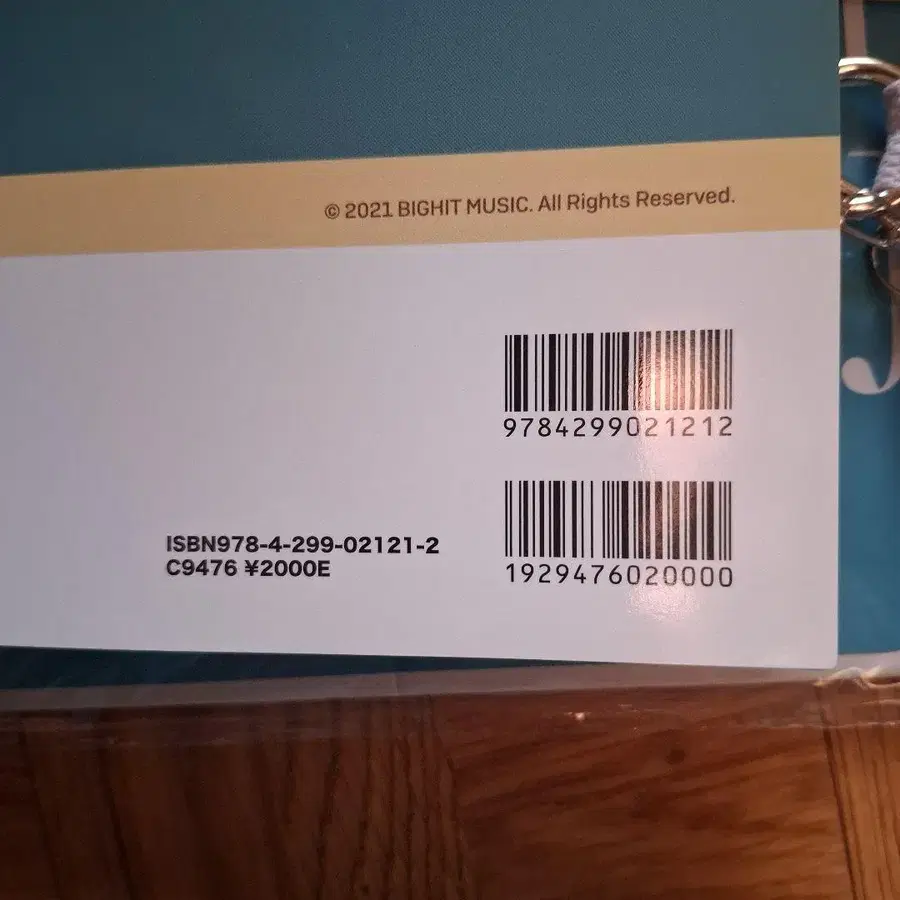 © 2021 BIGHIT MUSIC. All Rights Reserved.
9784299021212
ISBN978-4-299-02121-2
C9476 ¥2000E
1929476020000